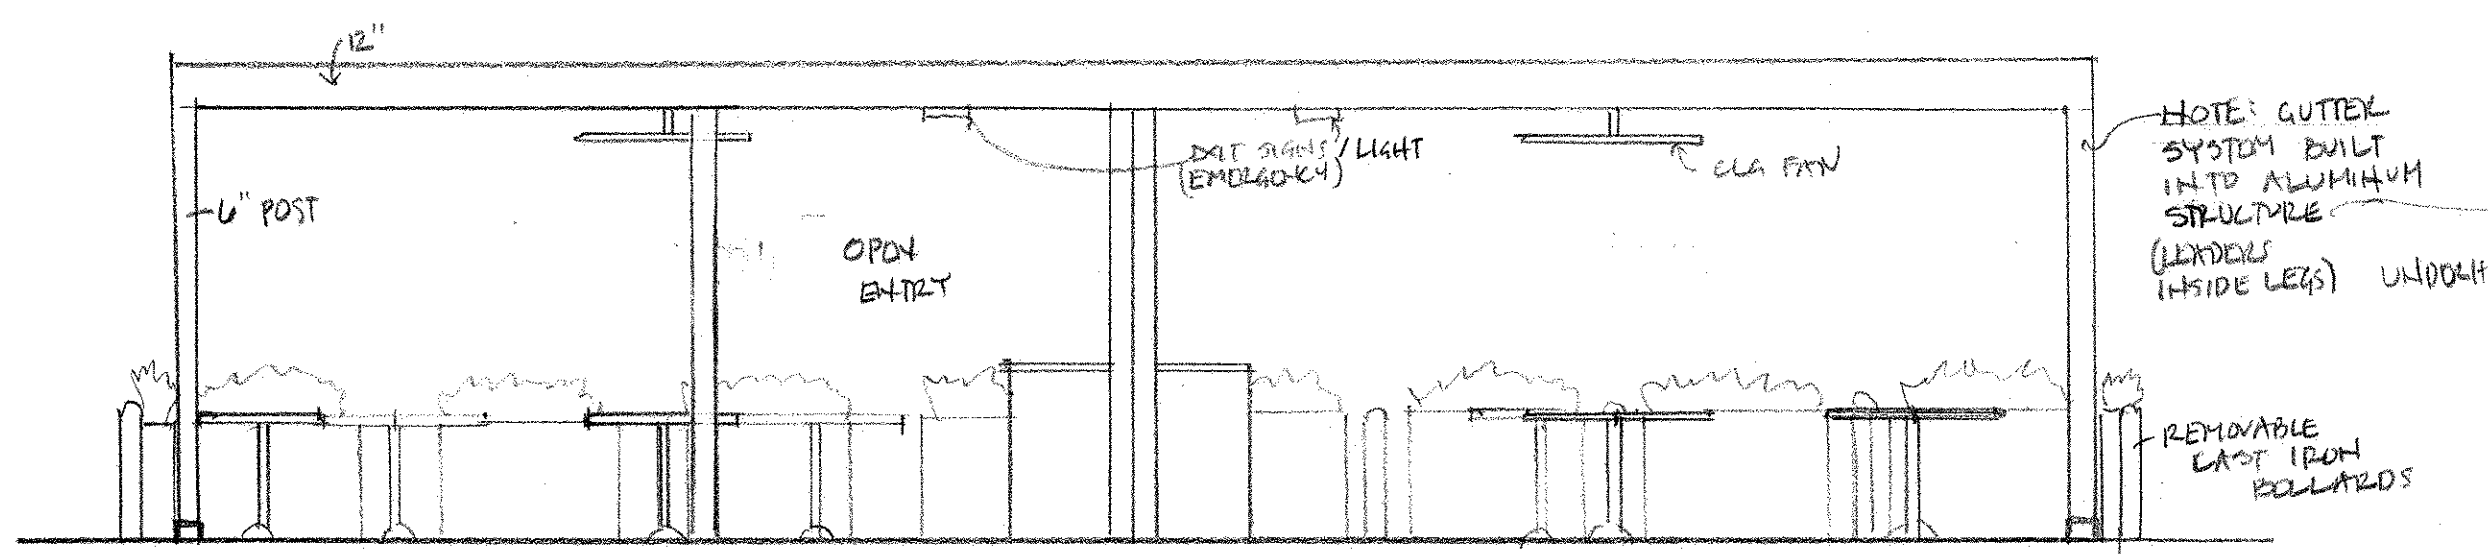 12"
6" POST
OPEN
ENTRY
EXIT SIGNS / LIGHT
(EMERGENCY)
CLG FAN
NOTE: GUTTER
SYSTEM BUILT
INTO ALUMINUM
STRUCTURE
(LEADERS
INSIDE LEGS)
REMOVABLE
CAST IRON
BOLLARDS